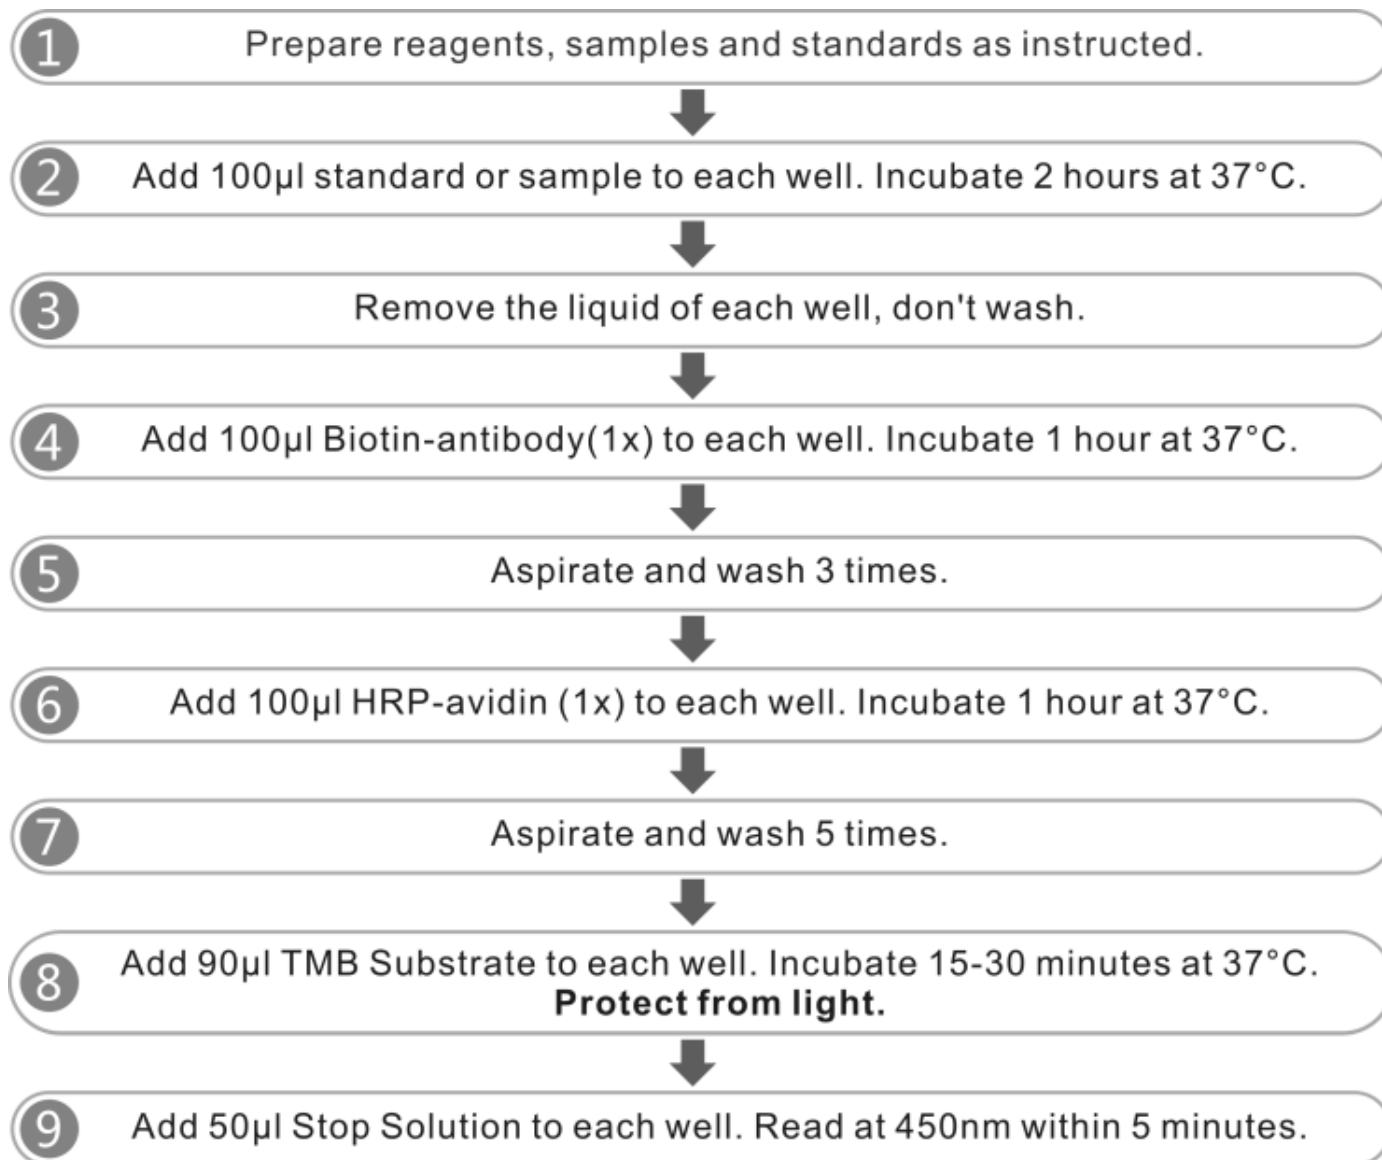 1 Prepare reagents, samples and standards as instructed.
2 Add 100µl standard or sample to each well. Incubate 2 hours at 37°C.
3 Remove the liquid of each well, don't wash.
4 Add 100µl Biotin-antibody(1x) to each well. Incubate 1 hour at 37°C.
5 Aspirate and wash 3 times.
6 Add 100µl HRP-avidin (1x) to each well. Incubate 1 hour at 37°C.
7 Aspirate and wash 5 times.
8 Add 90µl TMB Substrate to each well. Incubate 15-30 minutes at 37°C.
Protect from light.
9 Add 50µl Stop Solution to each well. Read at 450nm within 5 minutes.